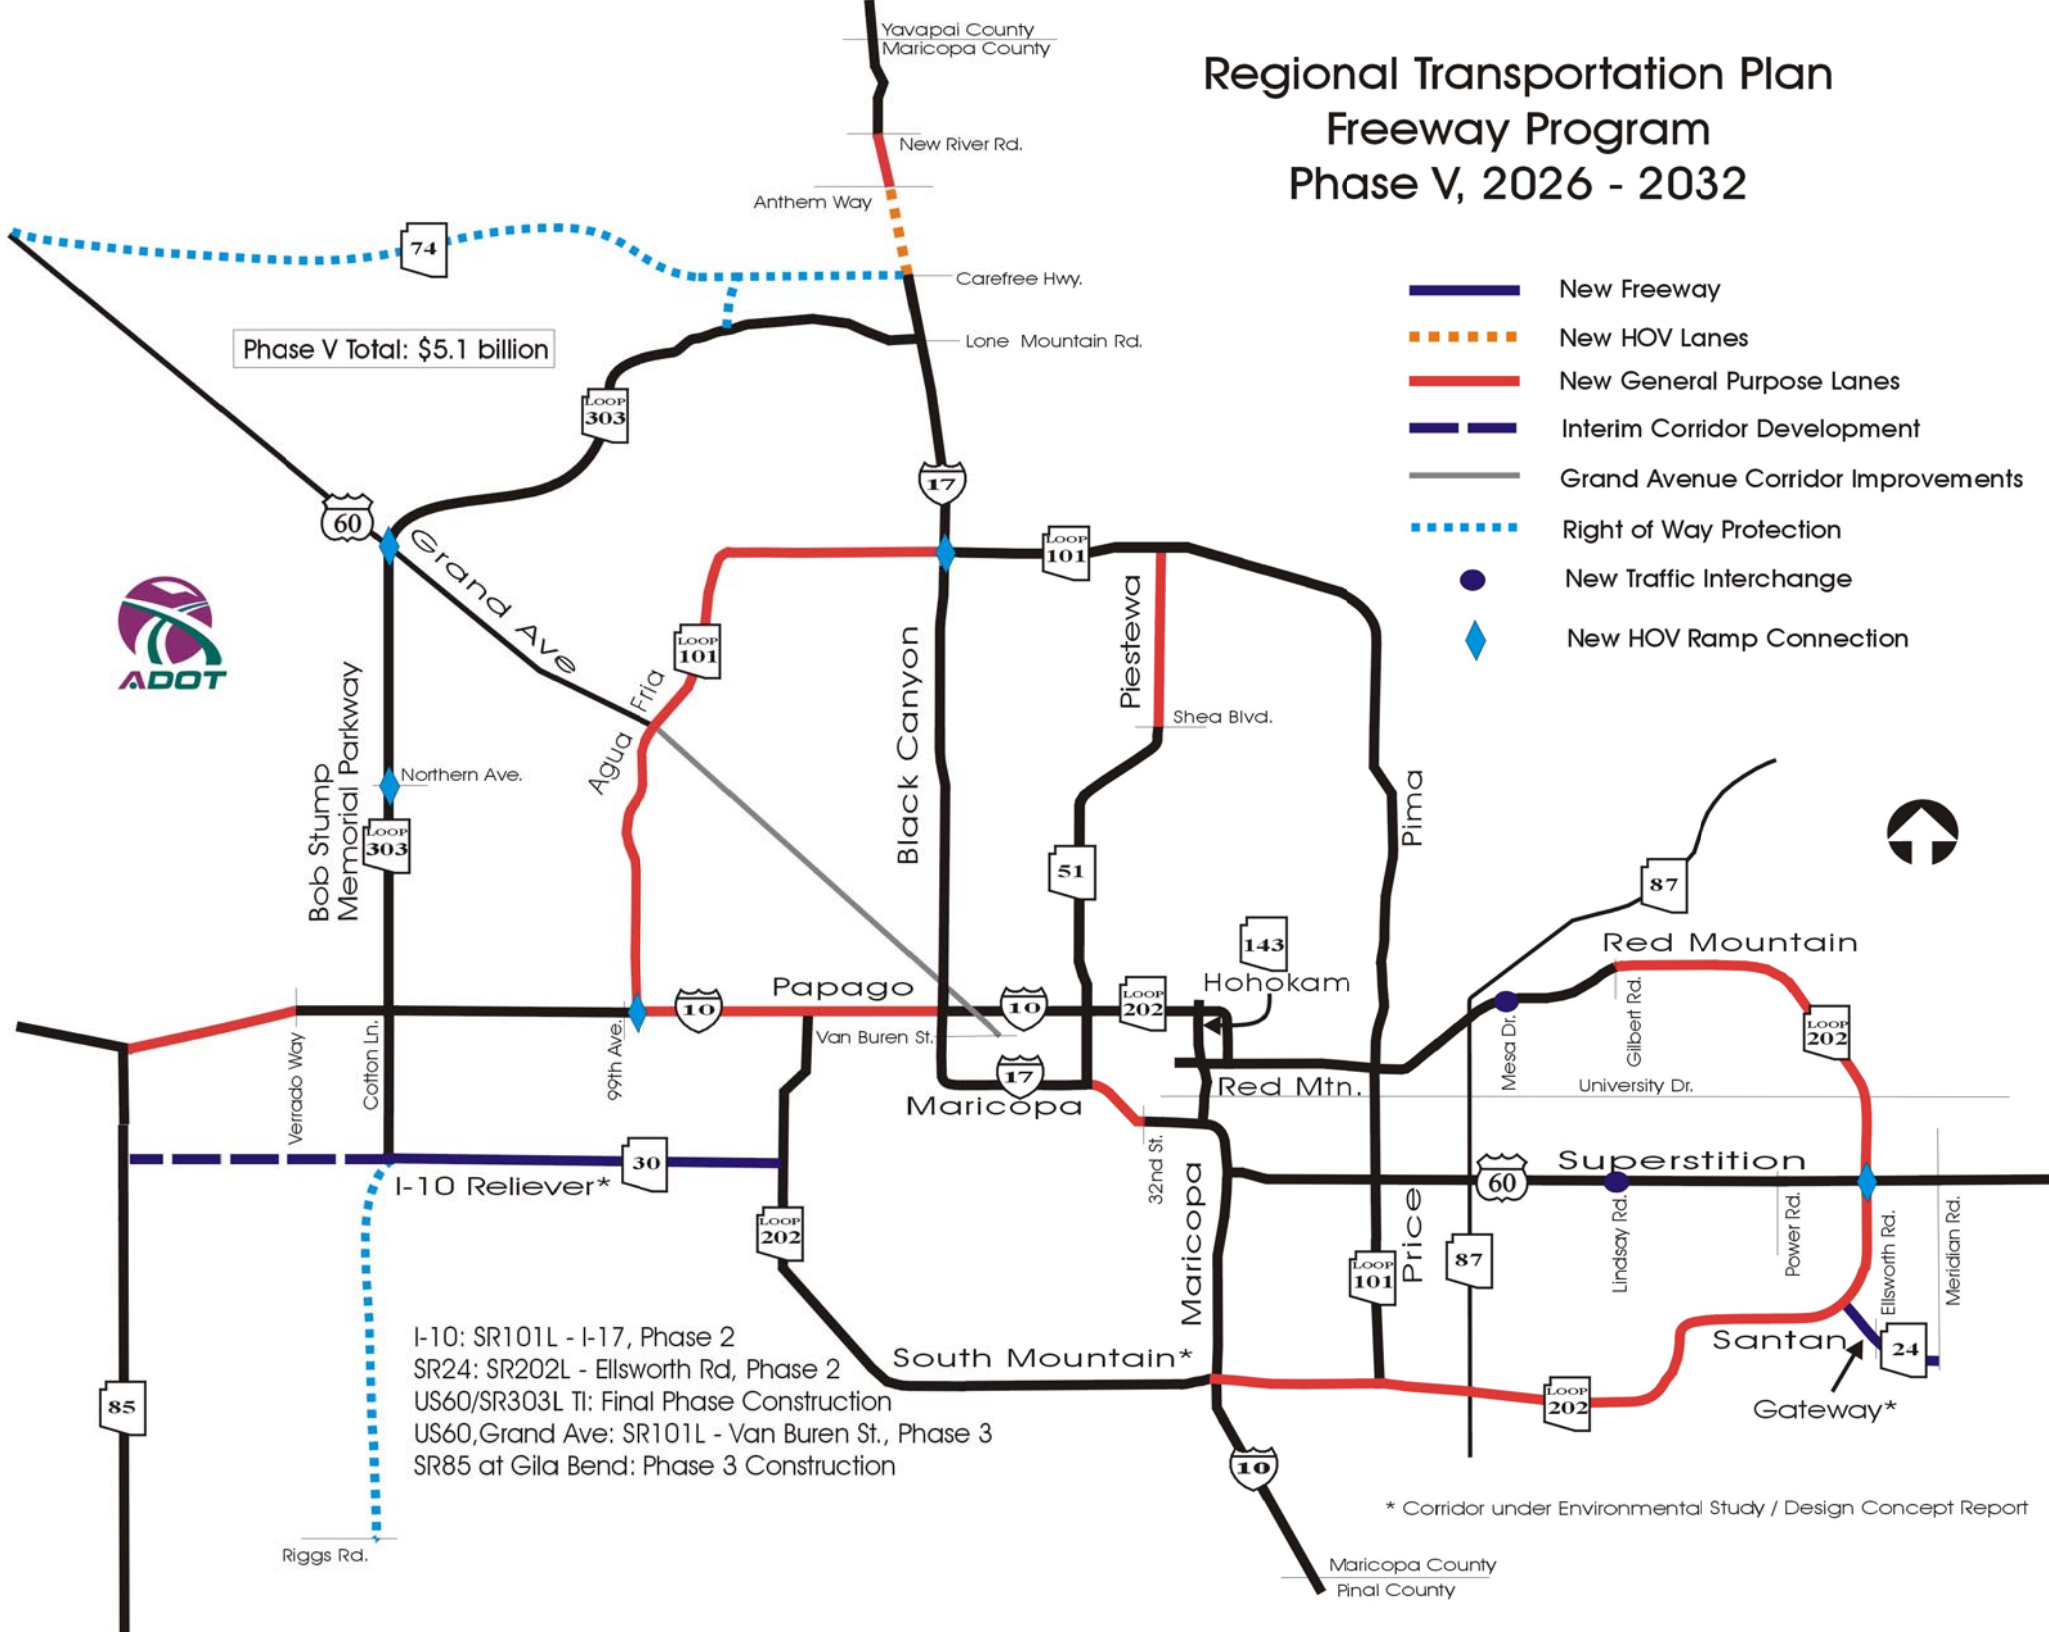 Yavapai County
Maricopa County
Regional Transportation Plan
Freeway Program
Phase V, 2026 - 2032
New River Rd.
Anthem Way
74
Carefree Hwy.
Lone Mountain Rd.
Phase V Total: $5.1 billion
New Freeway
New HOV Lanes
New General Purpose Lanes
Interim Corridor Development
Grand Avenue Corridor Improvements
Right of Way Protection
New Traffic Interchange
New HOV Ramp Connection
LOOP
303
17
60
Grand Ave
LOOP
101
Piestewa
ADOT
LOOP
101
Agua Fria
Black Canyon
Shea Blvd.
Bob Stump
Memorial Parkway
Northern Ave.
LOOP
303
Pima
51
87
143
Hohokam
Red Mountain
Papago
10
10
LOOP
202
Van Buren St.
Verrado Way
Cotton Ln.
99th Ave.
17
Maricopa
Red Mtn.
Mesa Dr.
Gilbert Rd.
LOOP
202
University Dr.
30
I-10 Reliever*
32nd St.
Maricopa
Superstition
60
Price
Lindsay Rd.
Power Rd.
Ellsworth Rd.
Meridian Rd.
LOOP
202
LOOP
101
87
South Mountain*
Santan
24
Gateway*
LOOP
202
85
I-10: SR101L - I-17, Phase 2
SR24: SR202L - Ellsworth Rd, Phase 2
US60/SR303L TI: Final Phase Construction
US60,Grand Ave: SR101L - Van Buren St., Phase 3
SR85 at Gila Bend: Phase 3 Construction
10
* Corridor under Environmental Study / Design Concept Report
Riggs Rd.
Maricopa County
Pinal County